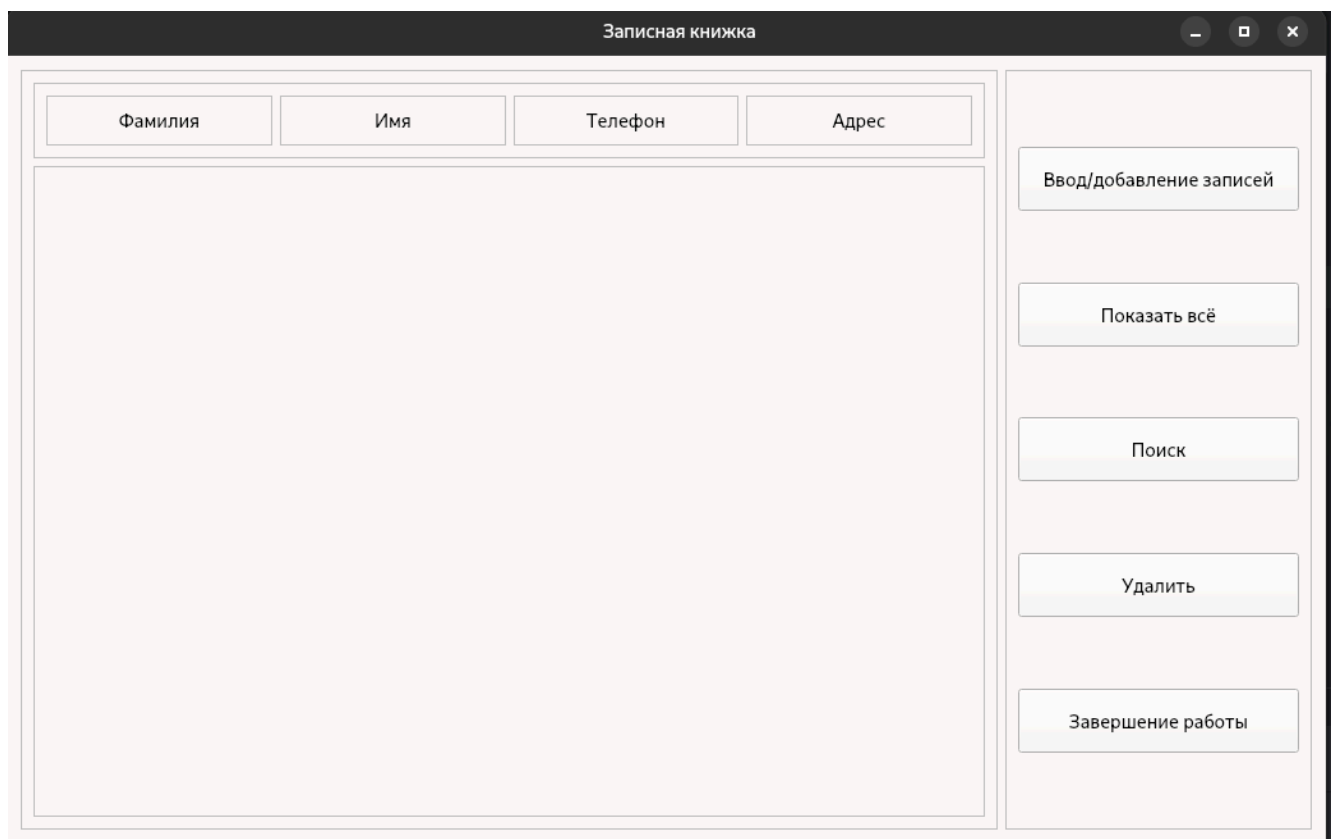 Записная книжка
Фамилия Имя Телефон Адрес
Ввод/добавление записей
Показать всё
Поиск
Удалить
Завершение работы